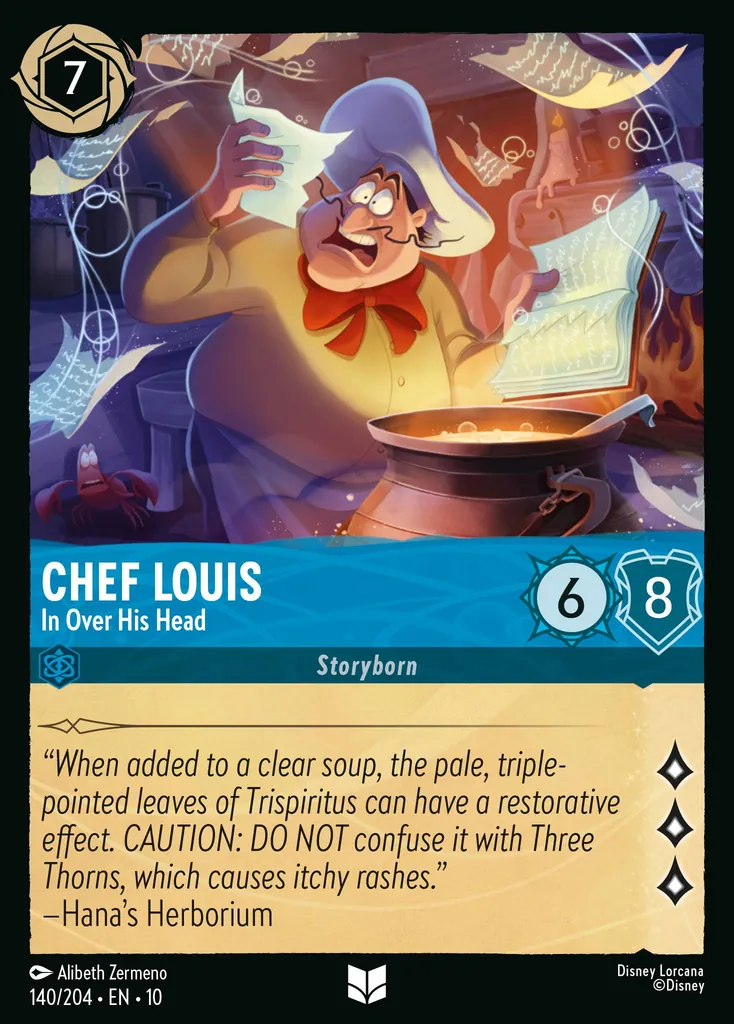 7
CHEF LOUIS
In Over His Head
6
8
Storyborn
“When added to a clear soup, the pale, triple-
pointed leaves of Trispiritus can have a restorative
effect. CAUTION: DO NOT confuse it with Three
Thorns, which causes itchy rashes.”
—Hana’s Herborium
Alibeth Zermeno
140/204 • EN • 10
Disney Lorcana
©Disney